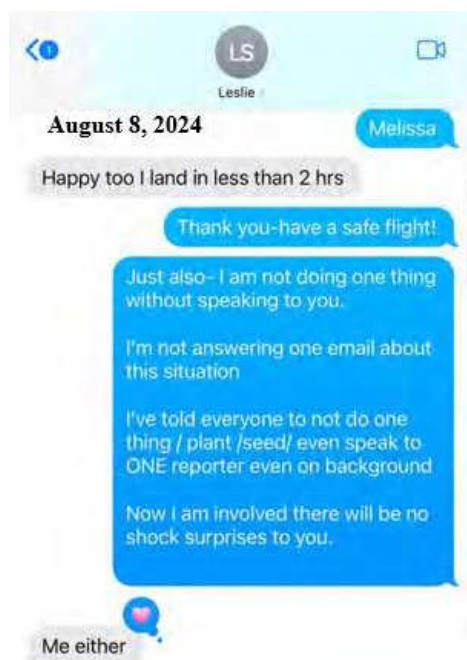 1
LS
Leslie
August 8, 2024
Melissa
Happy too I land in less than 2 hrs
Thank you-have a safe flight!
Just also- I am not doing one thing
without speaking to you.
I'm not answering one email about
this situation
I've told everyone to not do one
thing / plant /seed/ even speak to
ONE reporter even on background
Now I am involved there will be no
shock surprises to you.
Me either